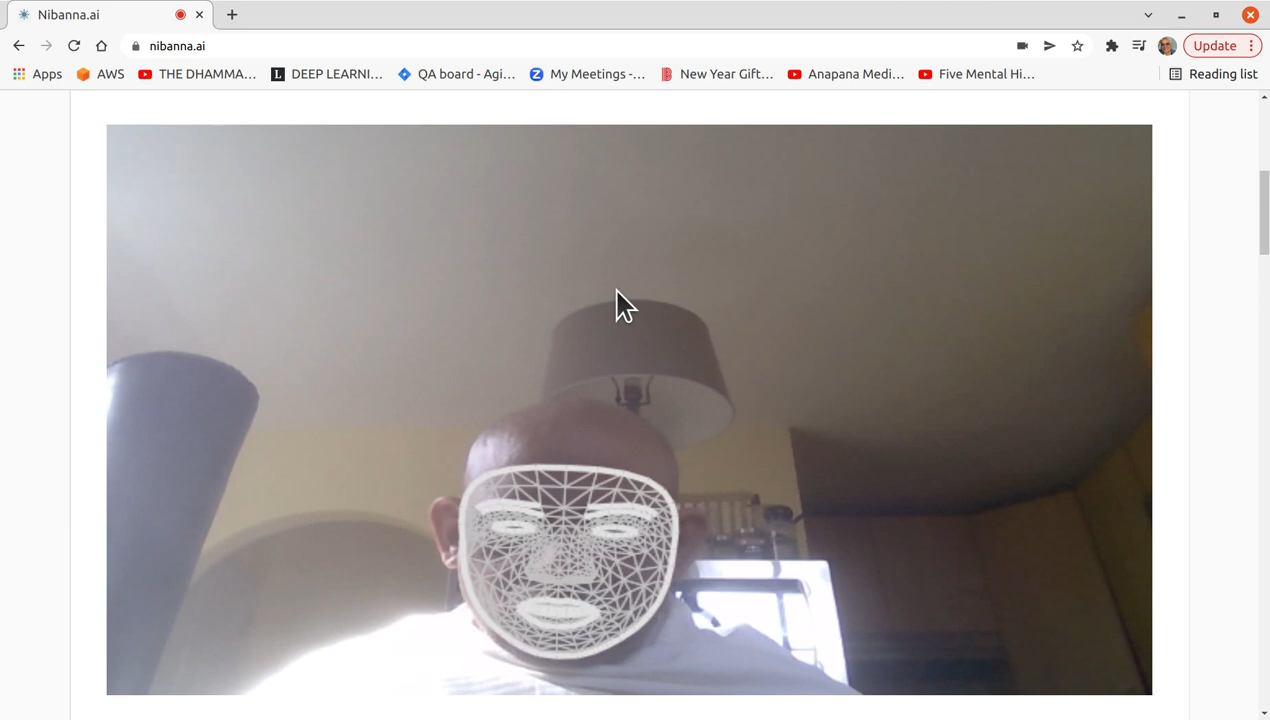 Nibanna.ai
nibanna.ai
Update
Apps
AWS
THE DHAMMA...
DEEP LEARNI...
QA board - Agi...
My Meetings -...
New Year Gift...
Anapana Medi...
Five Mental Hi...
Reading list